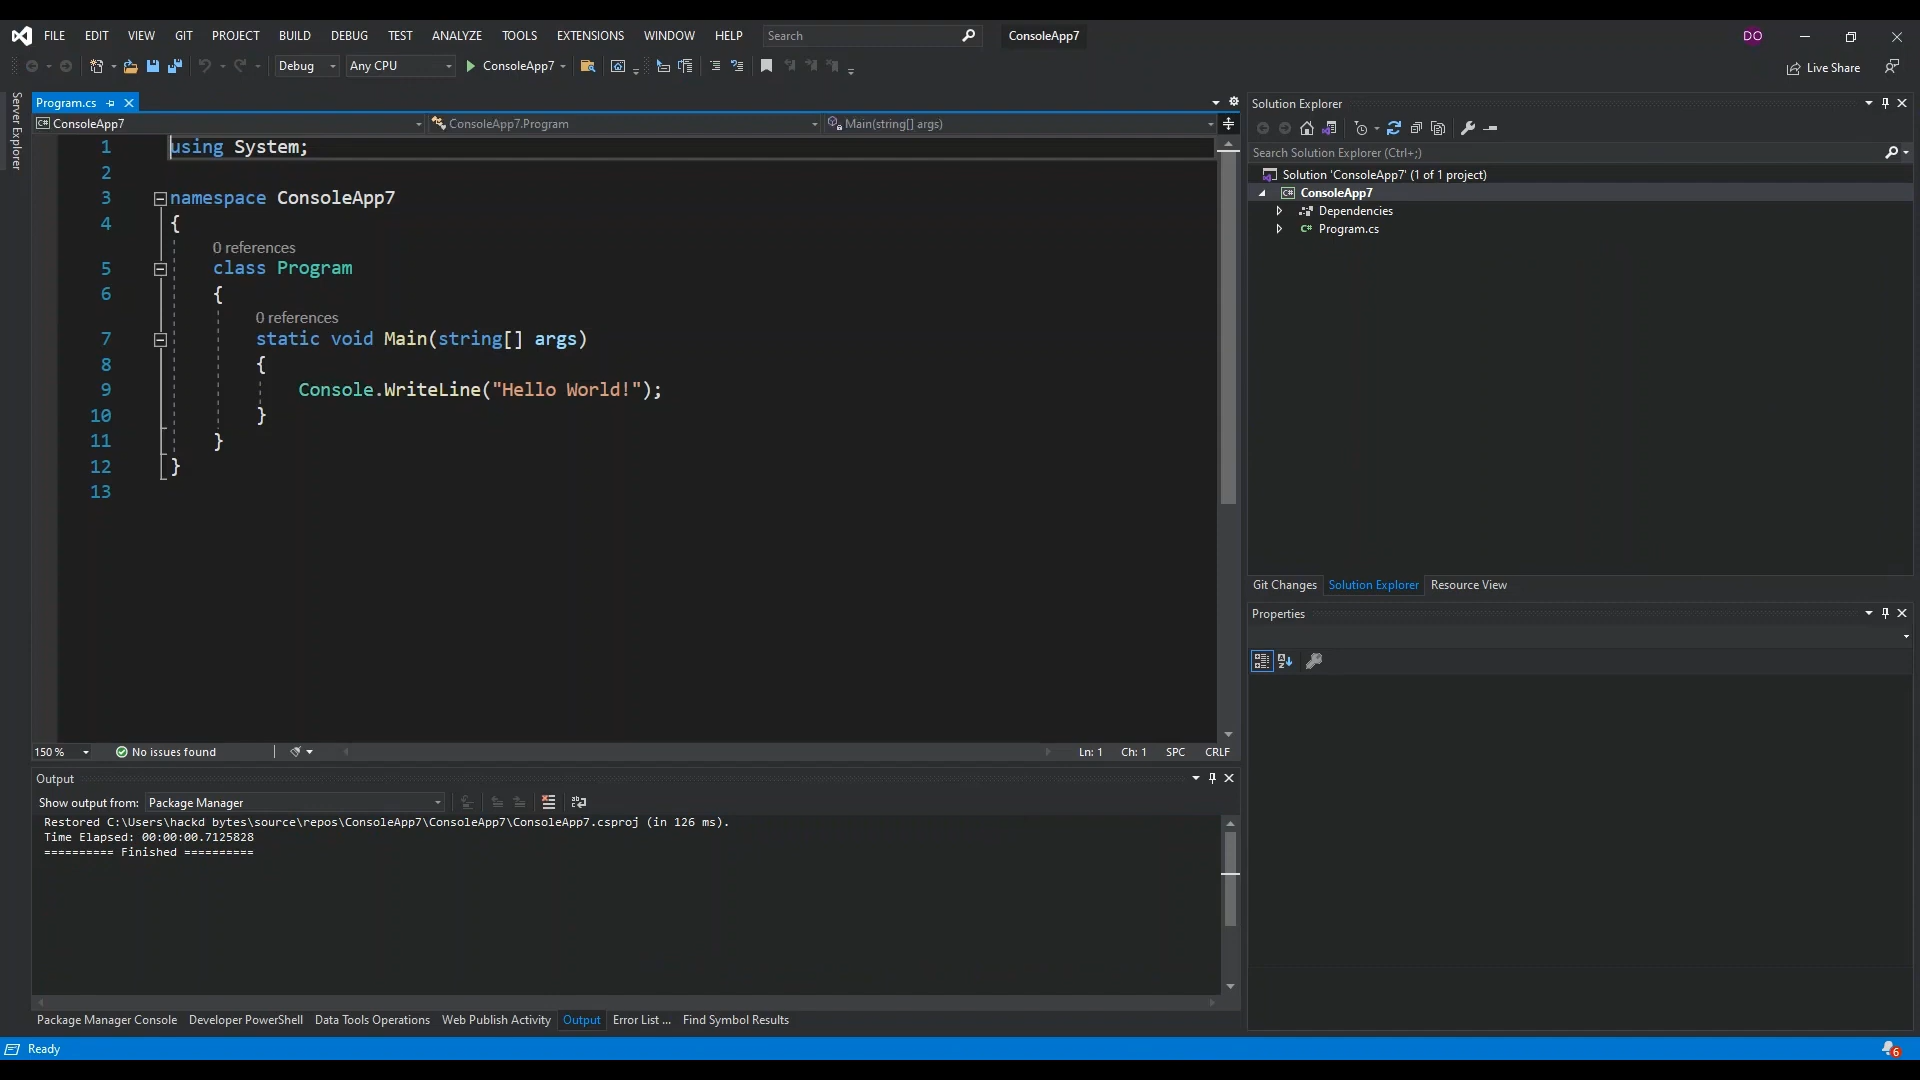 FILE EDIT VIEW GIT PROJECT BUILD DEBUG TEST ANALYZE TOOLS EXTENSIONS WINDOW HELP Search ConsoleApp7 DO
Debug Any CPU ConsoleApp7 Live Share
Server Explorer
Program.cs
ConsoleApp7 ConsoleApp7.Program Main(string[] args)
1 using System;
2
3 namespace ConsoleApp7
4 {
0 references
5 class Program
6 {
0 references
7 static void Main(string[] args)
8 {
9 Console.WriteLine("Hello World!");
10 }
11 }
12 }
13
150 % No issues found Ln: 1 Ch: 1 SPC CRLF
Output
Show output from: Package Manager
Restored C:\Users\hackd bytes\source\repos\ConsoleApp7\ConsoleApp7\ConsoleApp7.csproj (in 126 ms).
Time Elapsed: 00:00:00.7125828
========== Finished ==========
Package Manager Console Developer PowerShell Data Tools Operations Web Publish Activity Output Error List ... Find Symbol Results
Solution Explorer
Search Solution Explorer (Ctrl+;)
Solution 'ConsoleApp7' (1 of 1 project)
C# ConsoleApp7
Dependencies
C# Program.cs
Git Changes Solution Explorer Resource View
Properties
Ready 6